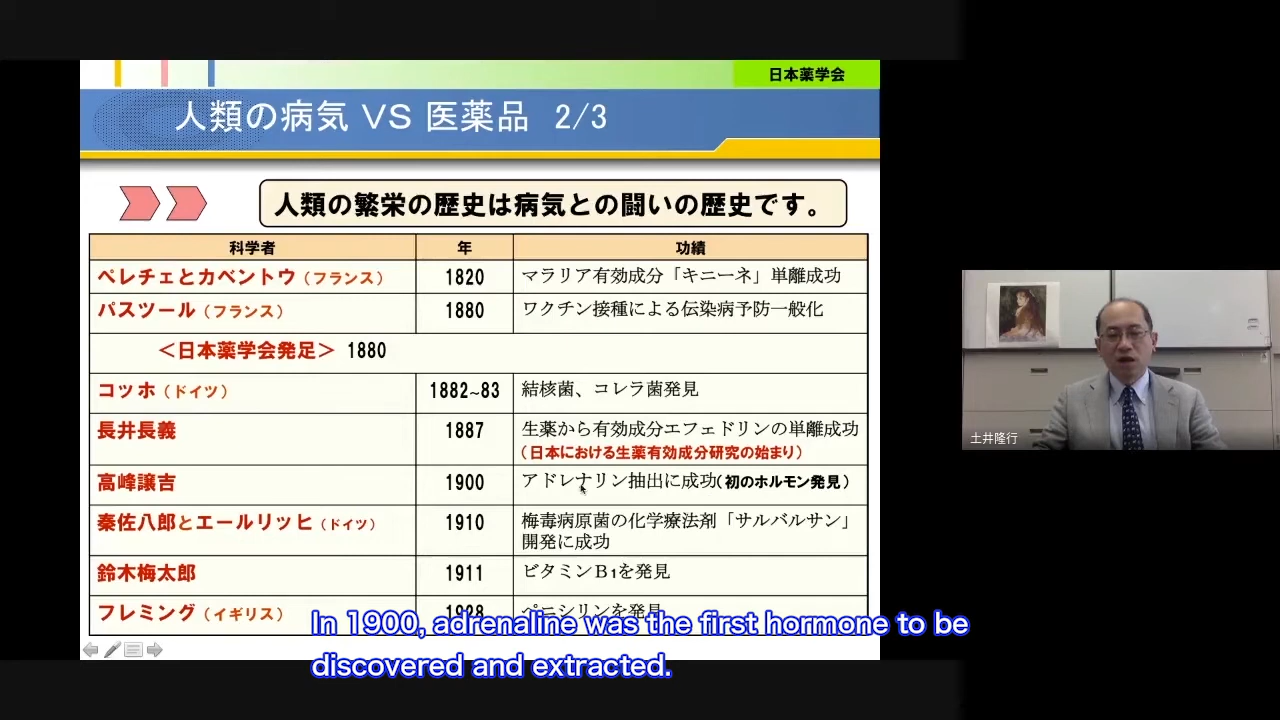 日本薬学会
人類の病気 VS 医薬品 2/3
人類の繁栄の歴史は病気との闘いの歴史です。
科学者 年 功績
ペレチェとカベントウ（フランス） 1820 マラリア有効成分「キニーネ」単離成功
パスツール（フランス） 1880 ワクチン接種による伝染病予防一般化
＜日本薬学会発足＞ 1880
コッホ（ドイツ） 1882~83 結核菌、コレラ菌発見
長井長義 1887 生薬から有効成分エフェドリンの単離成功
（日本における生薬有効成分研究の始まり）
高峰譲吉 1900 アドレナリン抽出に成功（初のホルモン発見）
秦佐八郎とエールリッヒ（ドイツ） 1910 梅毒病原菌の化学療法剤「サルバルサン」
開発に成功
鈴木梅太郎 1911 ビタミンB1を発見
フレミング（イギリス） 1928 ペニシリンを発見
In 1900, adrenaline was the first hormone to be
discovered and extracted.
土井隆行